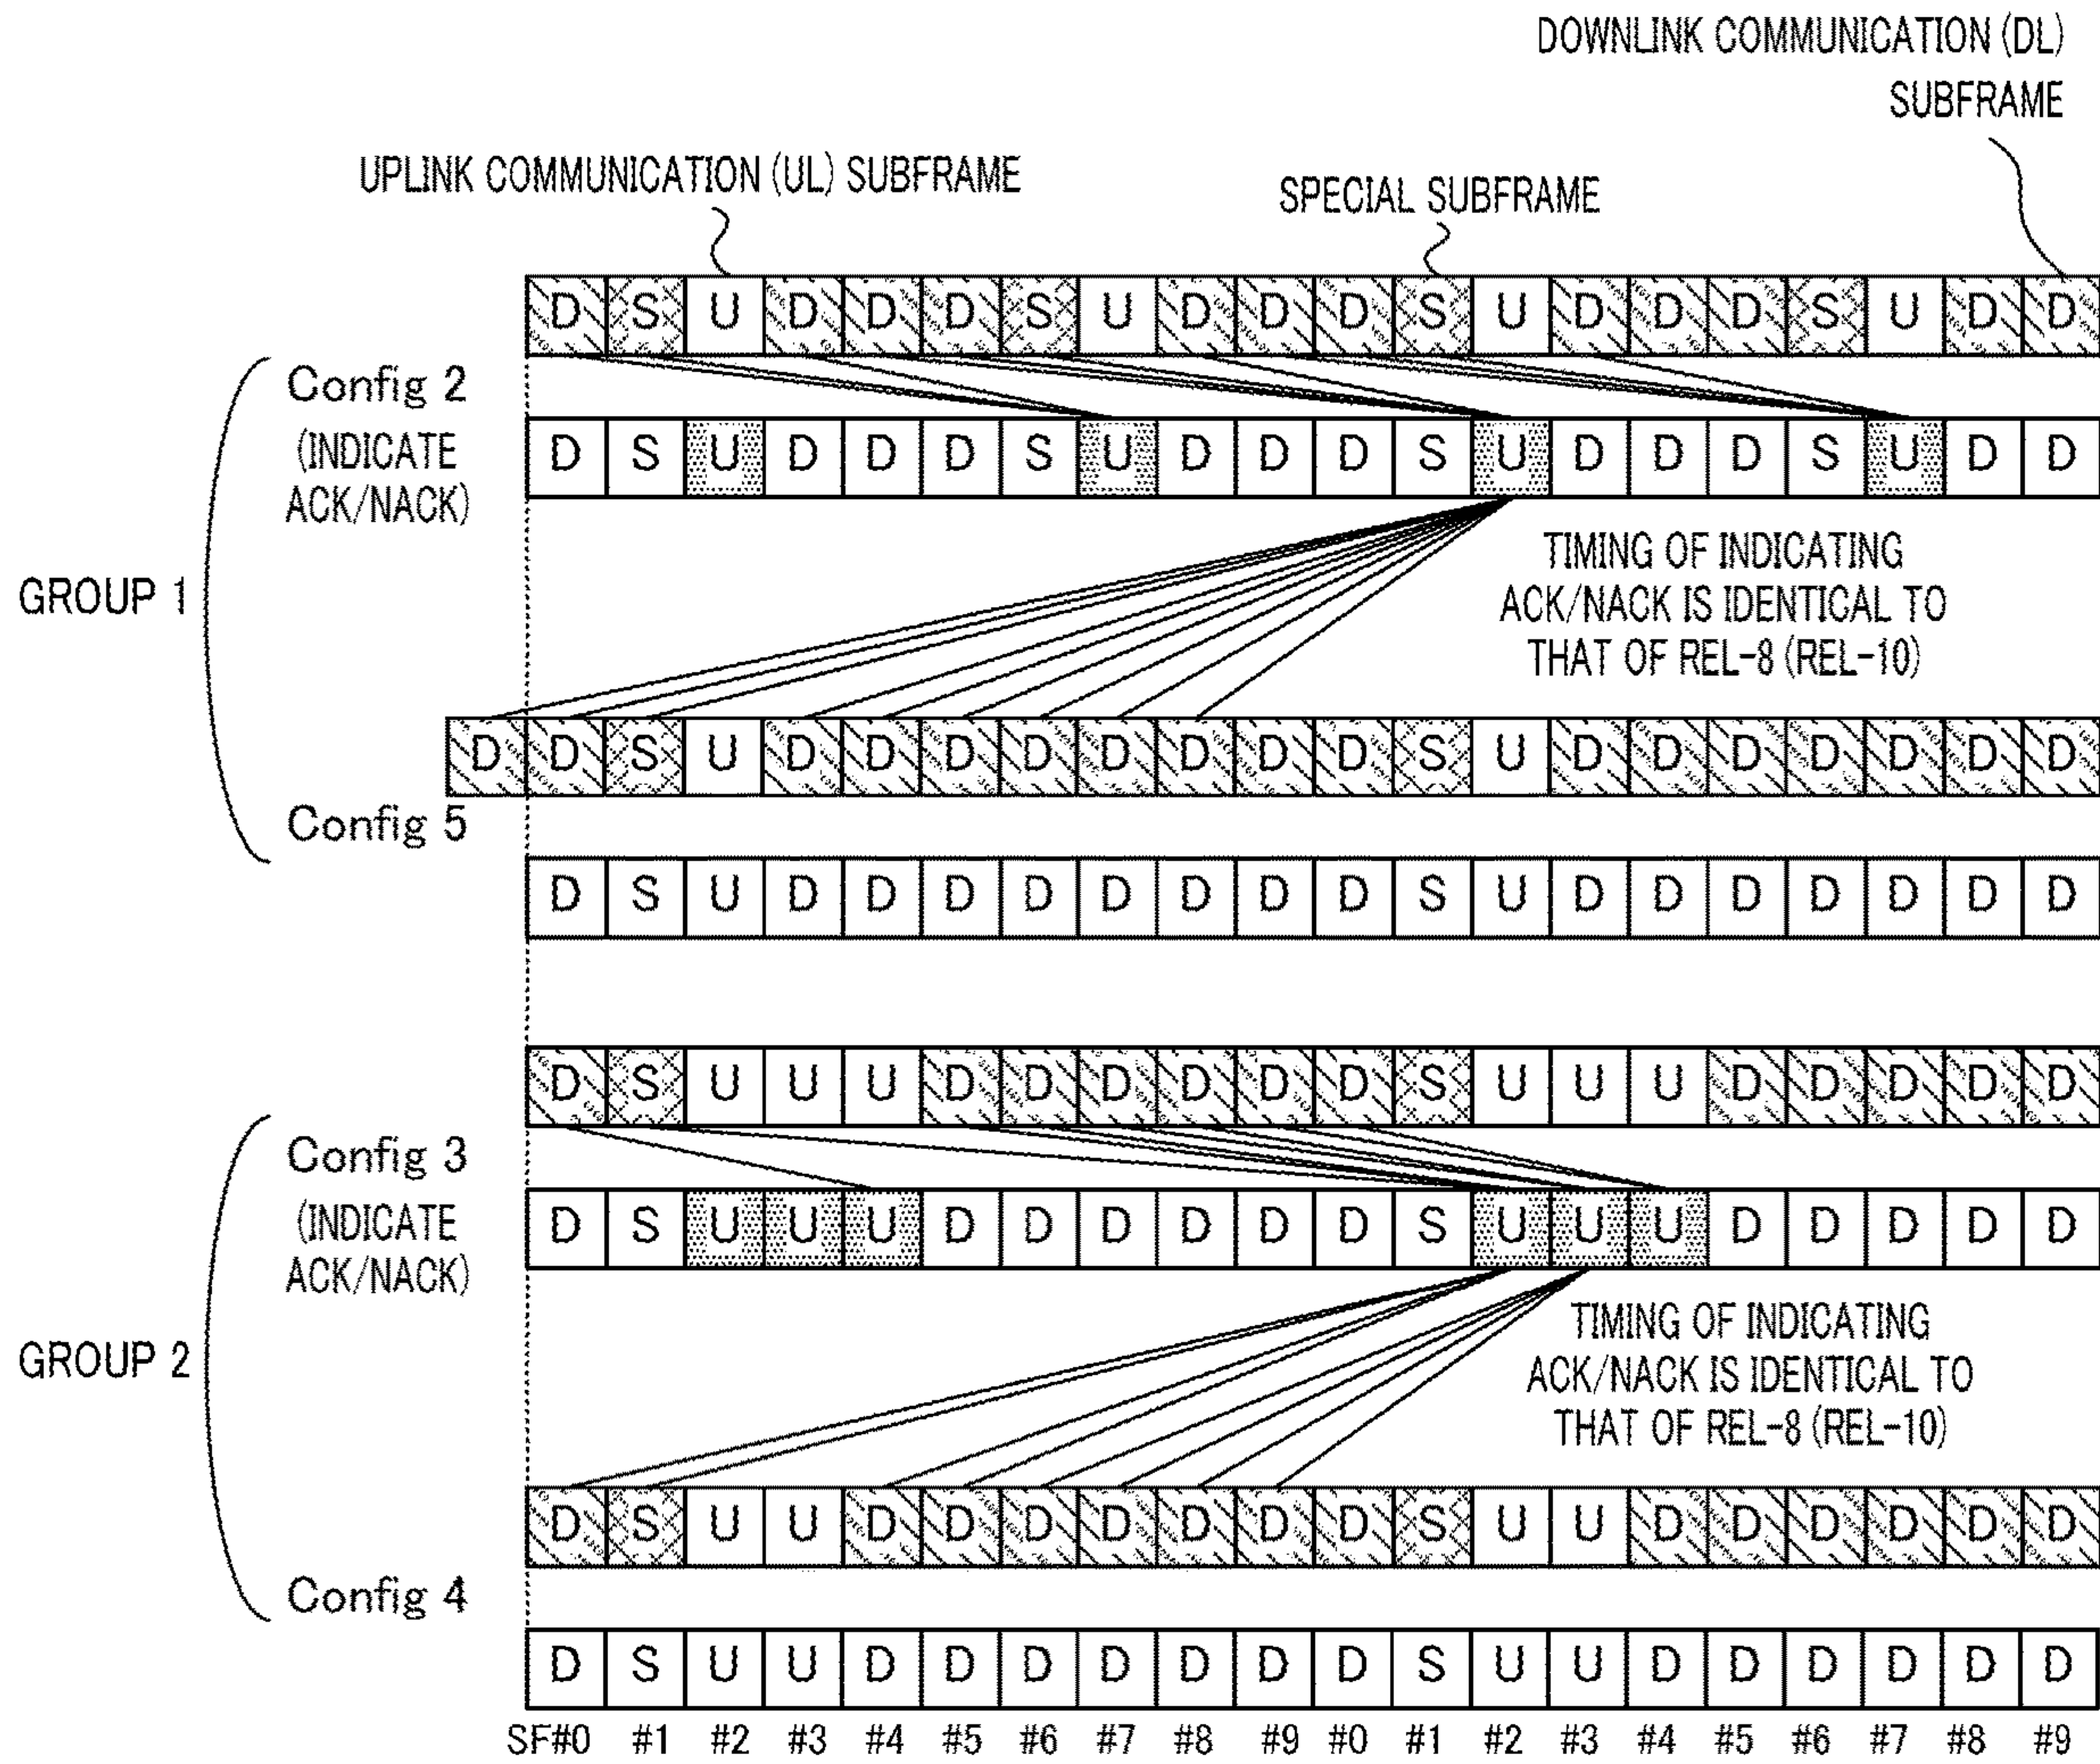 DOWNLINK COMMUNICATION (DL)
SUBFRAME
UPLINK COMMUNICATION (UL) SUBFRAME
SPECIAL SUBFRAME
D S U D D D S U D D D S U D D D S U D D
Config 2
(INDICATE
ACK/NACK)
D S U D D D S U D D D S U D D D S U D D
GROUP 1
TIMING OF INDICATING
ACK/NACK IS IDENTICAL TO
THAT OF REL-8 (REL-10)
D D S U D D D D D D D D S U D D D D D D D
Config 5
D S U D D D D D D D D S U D D D D D D D
D S U U U D D D D D D S U U U D D D D D
Config 3
(INDICATE
ACK/NACK)
D S U U U D D D D D D S U U U D D D D D
GROUP 2
TIMING OF INDICATING
ACK/NACK IS IDENTICAL TO
THAT OF REL-8 (REL-10)
D S U U D D D D D D D S U U D D D D D D
Config 4
D S U U D D D D D D D S U U D D D D D D
SF#0 #1 #2 #3 #4 #5 #6 #7 #8 #9 #0 #1 #2 #3 #4 #5 #6 #7 #8 #9